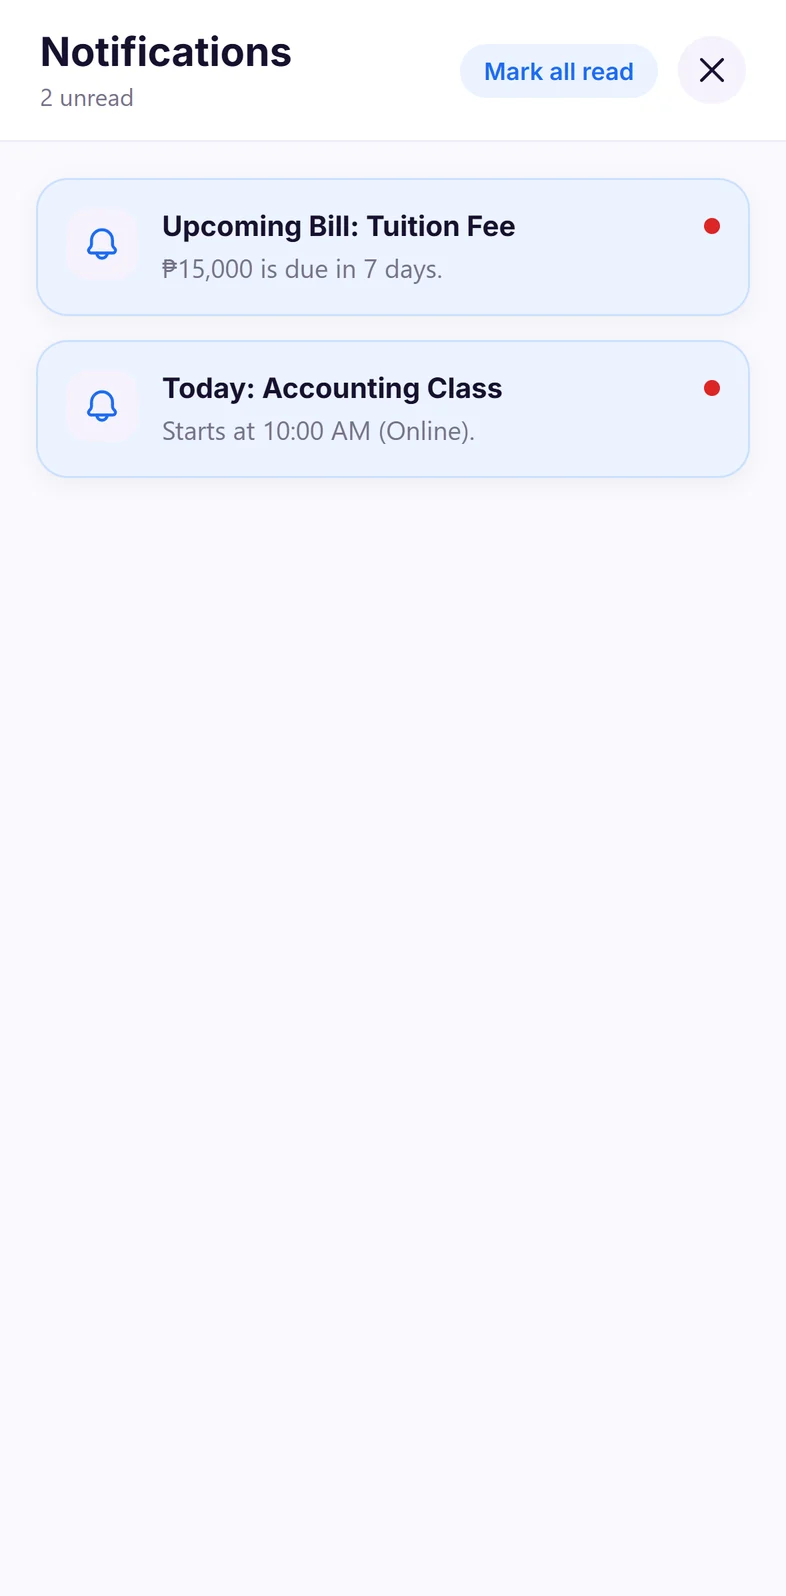 Notifications
2 unread
Mark all read
Upcoming Bill: Tuition Fee
₱15,000 is due in 7 days.
Today: Accounting Class
Starts at 10:00 AM (Online).